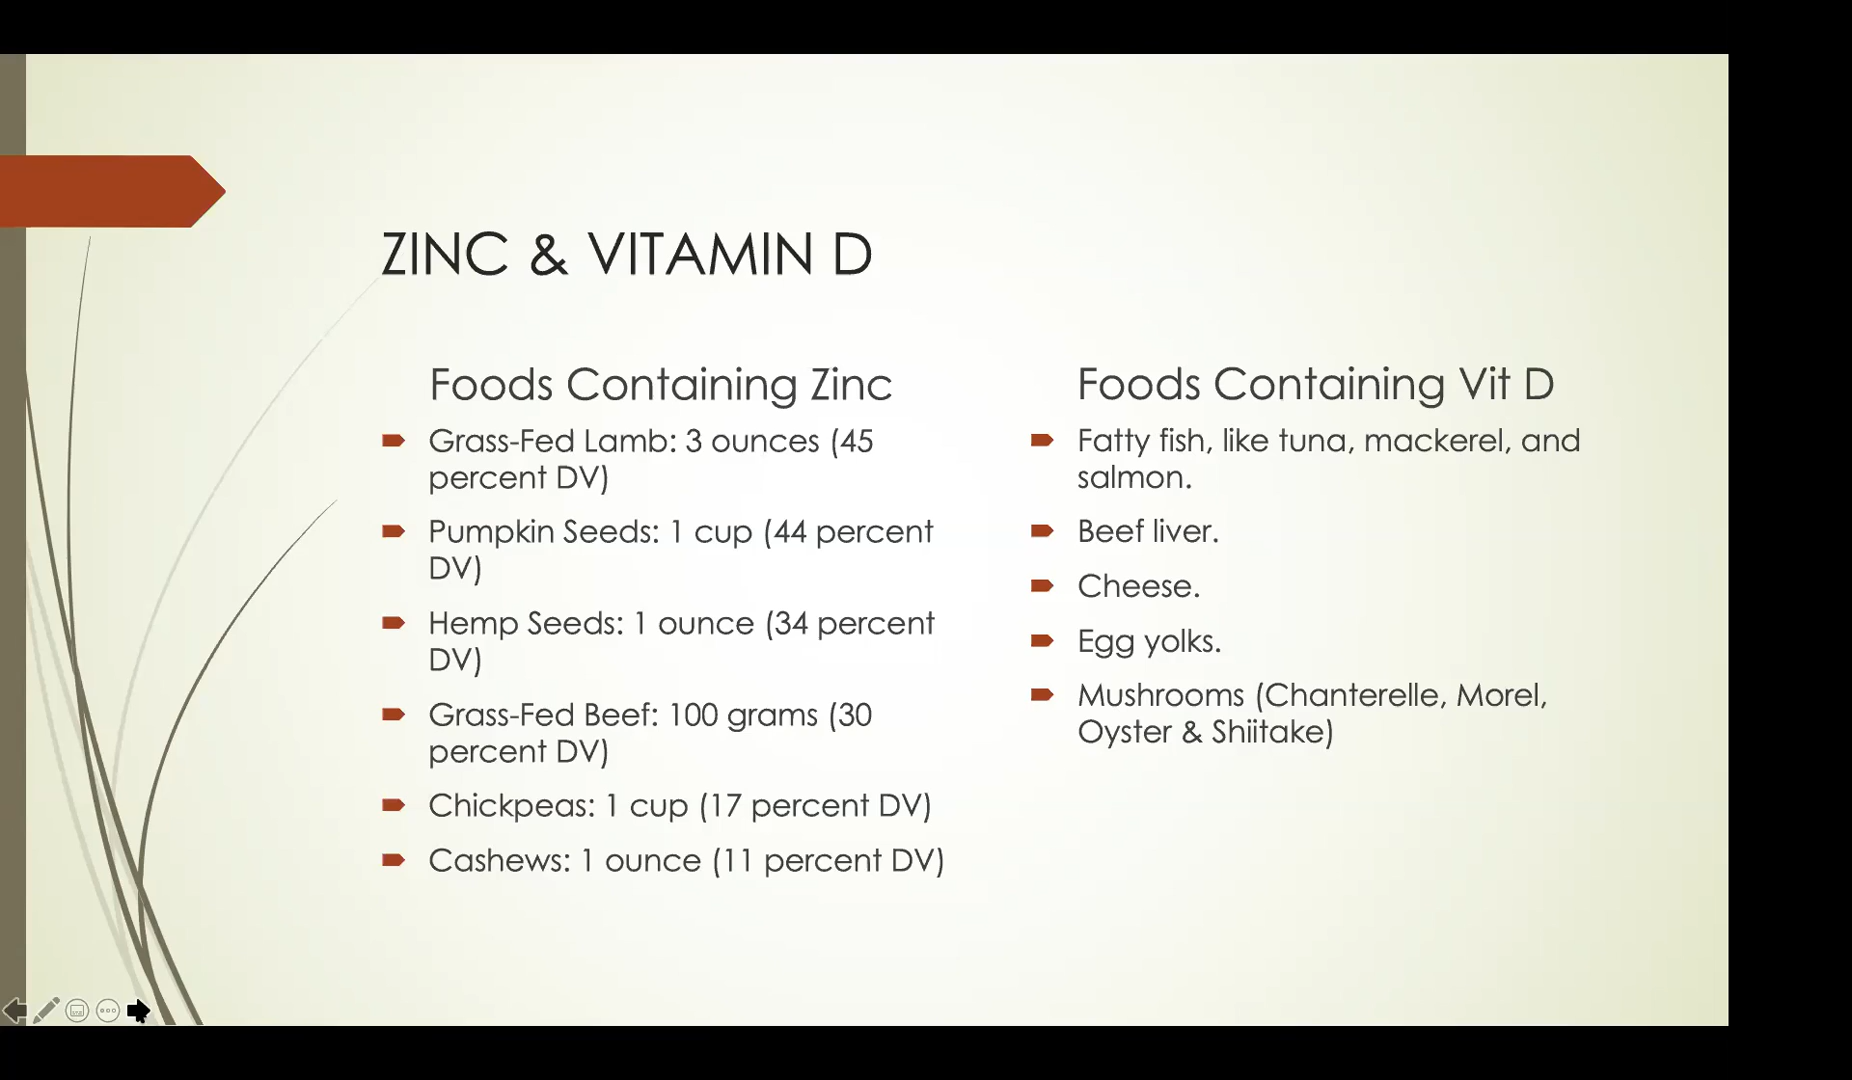 ZINC & VITAMIN D
Foods Containing Zinc
Grass-Fed Lamb: 3 ounces (45
percent DV)
Pumpkin Seeds: 1 cup (44 percent
DV)
Hemp Seeds: 1 ounce (34 percent
DV)
Grass-Fed Beef: 100 grams (30
percent DV)
Chickpeas: 1 cup (17 percent DV)
Cashews: 1 ounce (11 percent DV)
Foods Containing Vit D
Fatty fish, like tuna, mackerel, and
salmon.
Beef liver.
Cheese.
Egg yolks.
Mushrooms (Chanterelle, Morel,
Oyster & Shiitake)